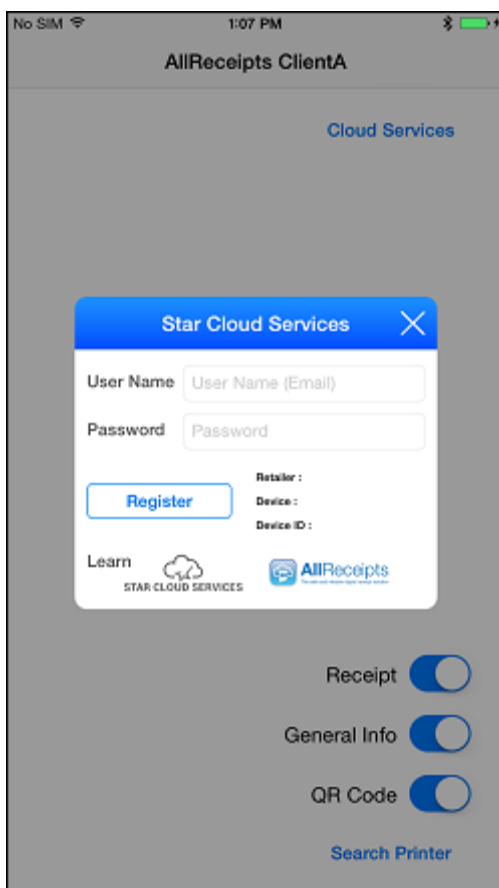 No SIM 1:07 PM
AllReceipts ClientA
Cloud Services
Star Cloud Services
User Name User Name (Email)
Password Password
Retailer :
Register Device :
Device ID :
Learn STAR CLOUD SERVICES AllReceipts
Receipt
General Info
QR Code
Search Printer